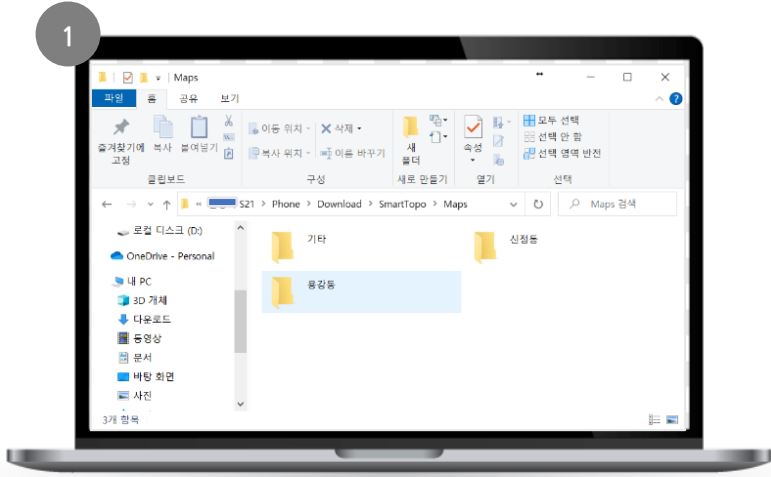 1
Maps
파일 홈 공유 보기
즐겨찾기에 고정
복사
붙여넣기
이동 위치
복사 위치
삭제
이름 바꾸기
새 폴더
속성
모두 선택
선택 안 함
선택 영역 반전
클립보드 구성 새로 만들기 열기 선택
S21 > Phone > Download > SmartTopo > Maps
Maps 검색
로컬 디스크 (D:)
OneDrive - Personal
내 PC
3D 개체
다운로드
동영상
문서
바탕 화면
사진
기타
신정동
용강동
3개 항목